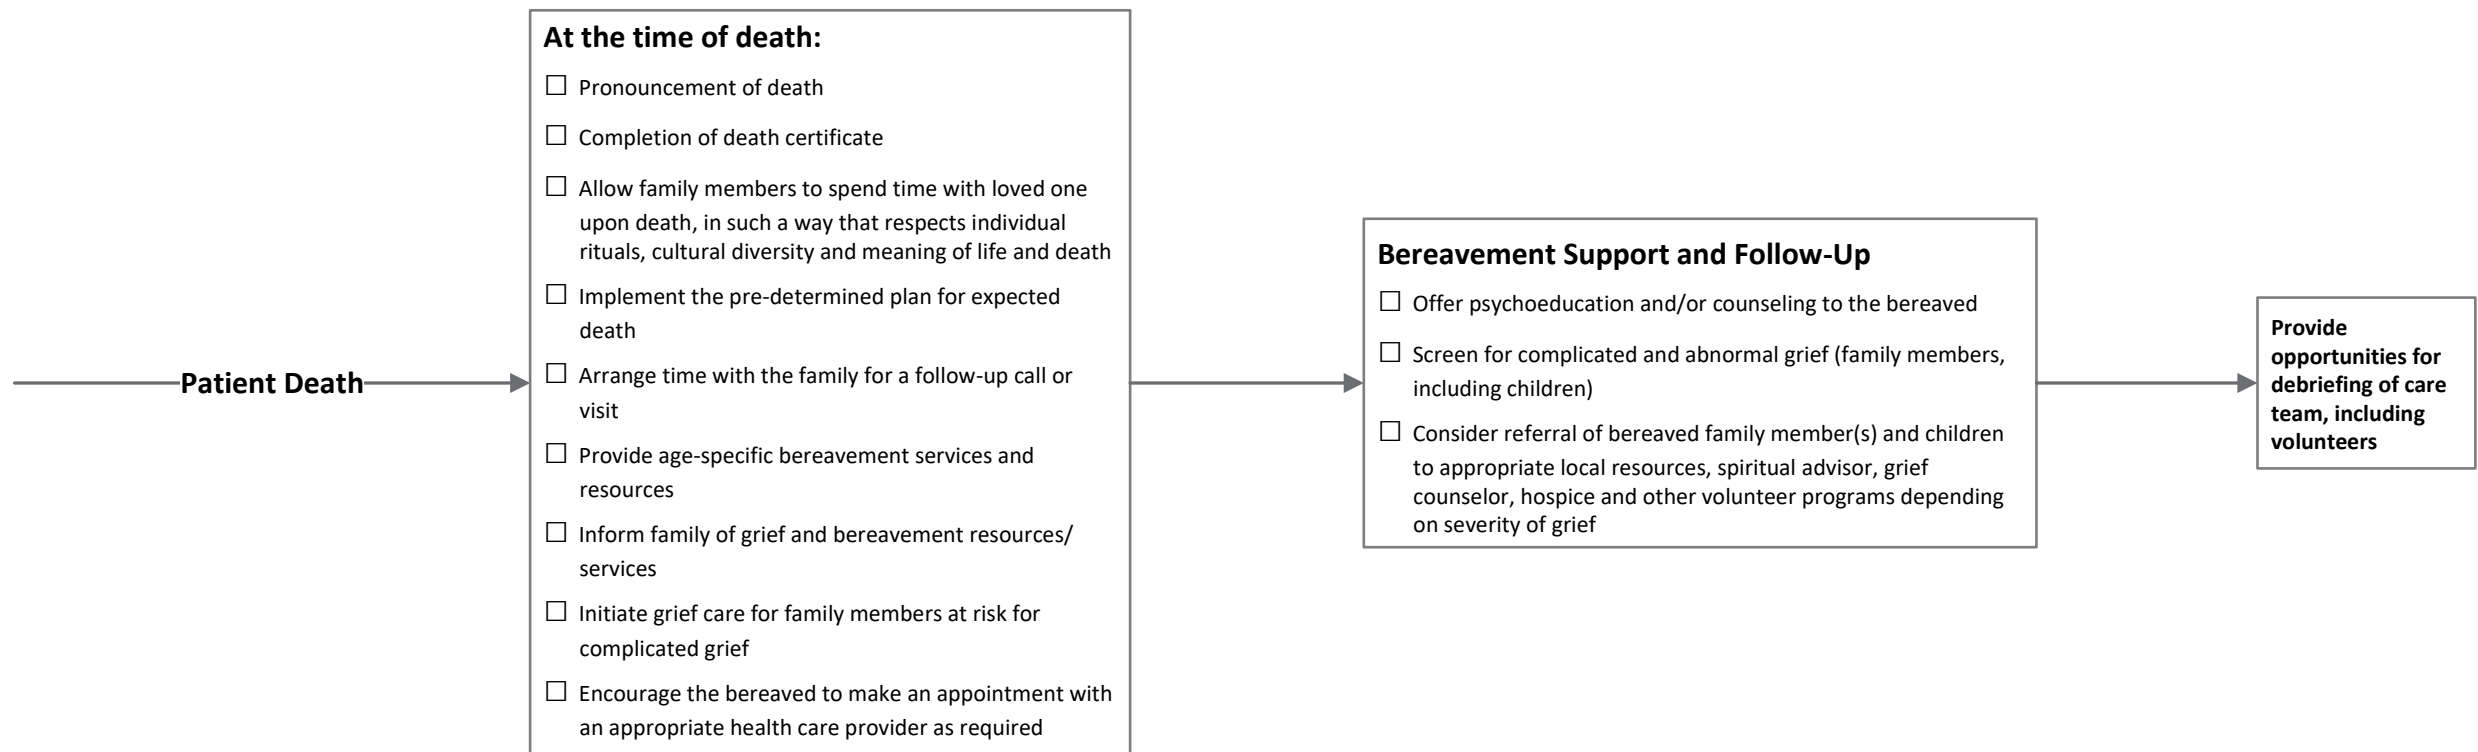 Patient Death
At the time of death:
☐ Pronouncement of death
☐ Completion of death certificate
☐ Allow family members to spend time with loved one
upon death, in such a way that respects individual
rituals, cultural diversity and meaning of life and death
☐ Implement the pre-determined plan for expected
death
☐ Arrange time with the family for a follow-up call or
visit
☐ Provide age-specific bereavement services and
resources
☐ Inform family of grief and bereavement resources/
services
☐ Initiate grief care for family members at risk for
complicated grief
☐ Encourage the bereaved to make an appointment with
an appropriate health care provider as required
Bereavement Support and Follow-Up
☐ Offer psychoeducation and/or counseling to the bereaved
☐ Screen for complicated and abnormal grief (family members,
including children)
☐ Consider referral of bereaved family member(s) and children
to appropriate local resources, spiritual advisor, grief
counselor, hospice and other volunteer programs depending
on severity of grief
Provide
opportunities for
debriefing of care
team, including
volunteers